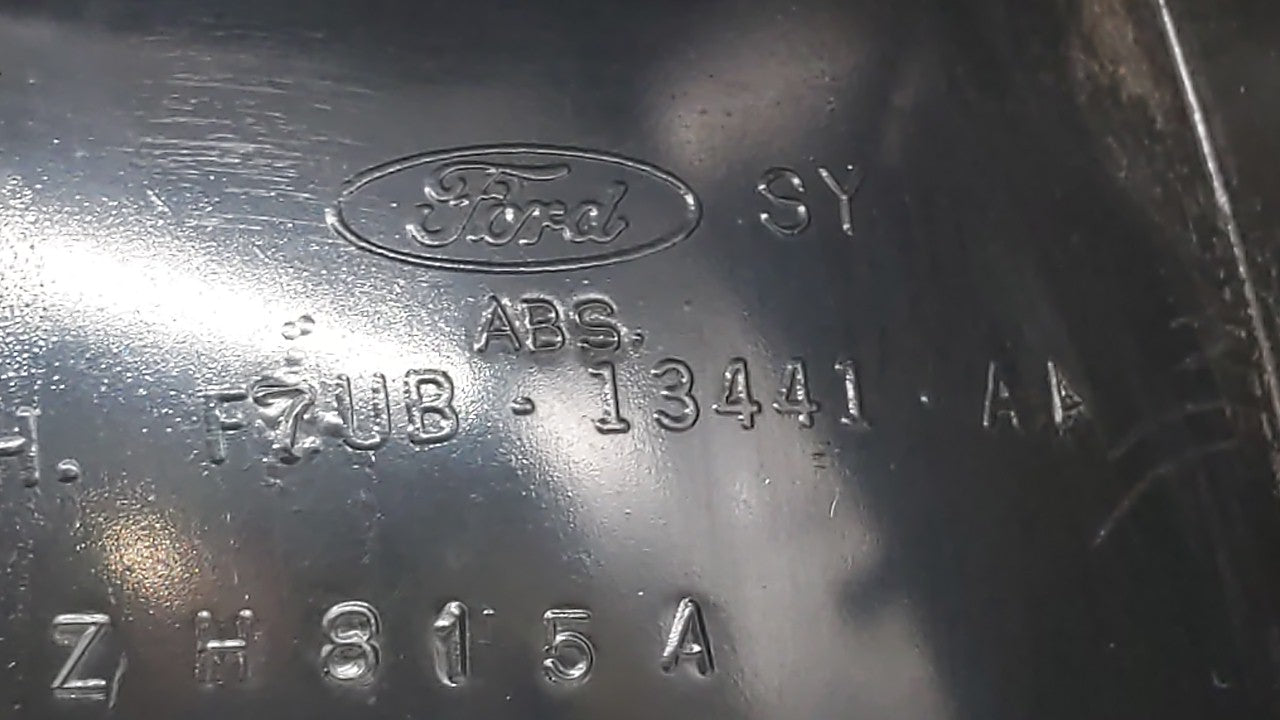 Ford SY
ABS.
H. F7UB - 13441 - AA
Z H 8 1 5 A